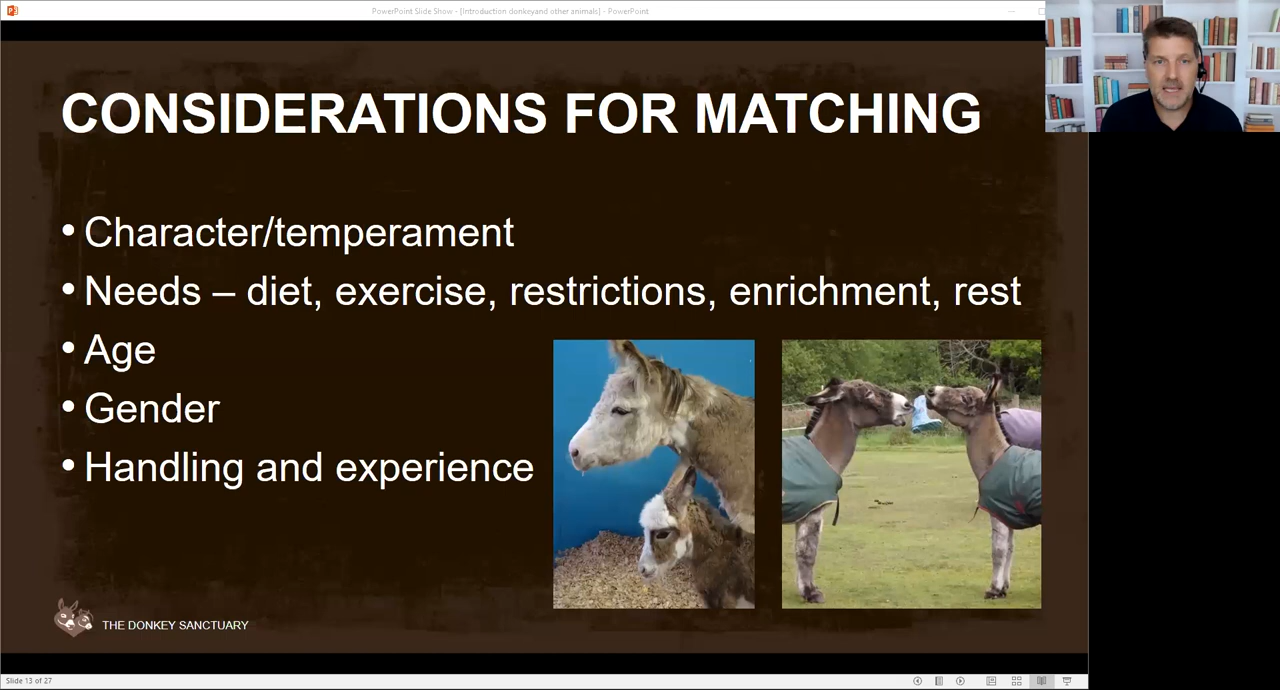 PowerPoint Slide Show - [Introduction donkeyand other animals] - PowerPoint
CONSIDERATIONS FOR MATCHING
• Character/temperament
• Needs – diet, exercise, restrictions, enrichment, rest
• Age
• Gender
• Handling and experience
THE DONKEY SANCTUARY
Slide 13 of 27